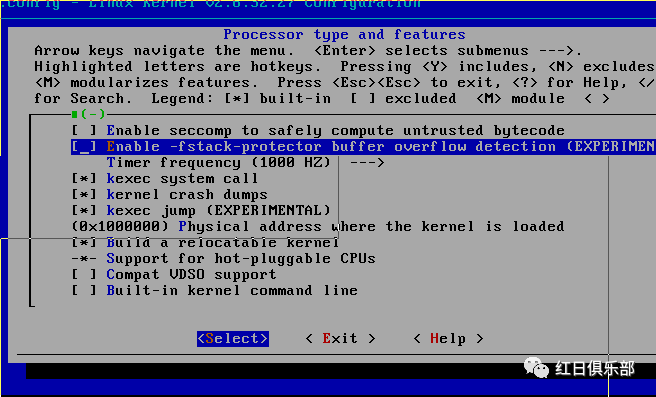 .config - Linux Kernel v2.6.32.27 Configuration
Processor type and features
Arrow keys navigate the menu. <Enter> selects submenus --->.
Highlighted letters are hotkeys. Pressing <Y> includes, <N> excludes
<M> modularizes features. Press <Esc><Esc> to exit, <?> for Help, </
for Search. Legend: [*] built-in [ ] excluded <M> module < >
(-)
[ ] Enable seccomp to safely compute untrusted bytecode
[_] Enable -fstack-protector buffer overflow detection (EXPERIMEN
Timer frequency (1000 HZ) --->
[*] kexec system call
[*] kernel crash dumps
[*] kexec jump (EXPERIMENTAL)
(0x1000000) Physical address where the kernel is loaded
[*] Build a relocatable kernel
-*- Support for hot-pluggable CPUs
[ ] Compat VDSO support
[ ] Built-in kernel command line
<Select> < Exit > < Help >
红日俱乐部